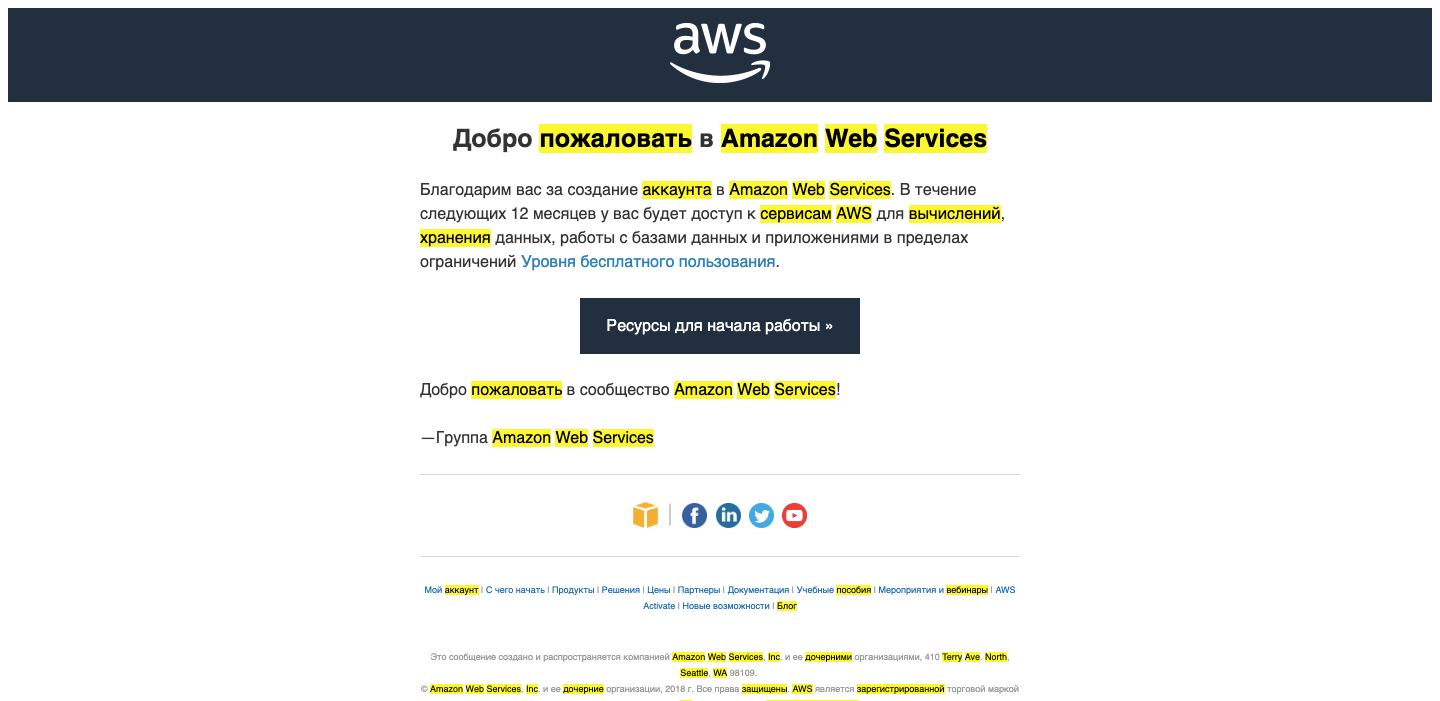 aws
Добро пожаловать в Amazon Web Services
Благодарим вас за создание аккаунта в Amazon Web Services. В течение
следующих 12 месяцев у вас будет доступ к сервисам AWS для вычислений,
хранения данных, работы с базами данных и приложениями в пределах
ограничений Уровня бесплатного пользования.
Ресурсы для начала работы »
Добро пожаловать в сообщество Amazon Web Services!
—Группа Amazon Web Services
Мой аккаунт | С чего начать | Продукты | Решения | Цены | Партнеры | Документация | Учебные пособия | Мероприятия и вебинары | AWS
Activate | Новые возможности | Блог
Это сообщение создано и распространяется компанией Amazon Web Services, Inc. и ее дочерними организациями, 410 Terry Ave. North,
Seattle, WA 98109.
© Amazon Web Services, Inc. и ее дочерние организации, 2018 г. Все права защищены. AWS является зарегистрированной торговой маркой